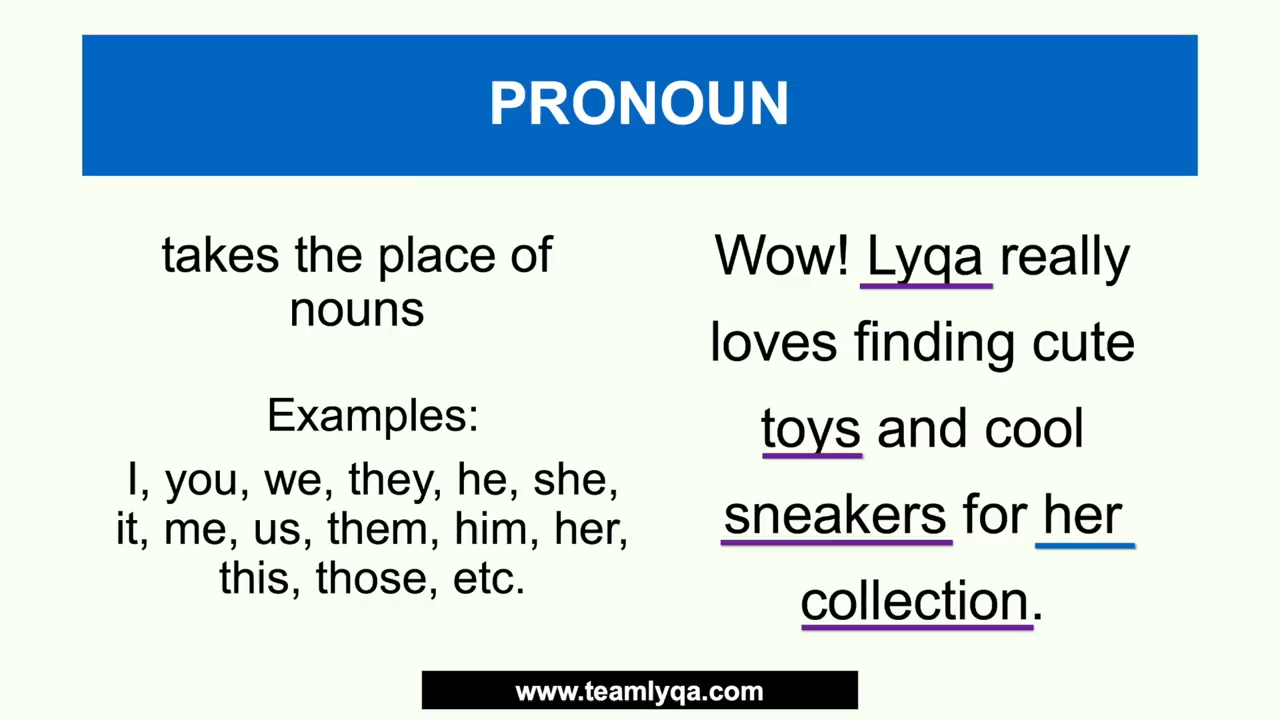 PRONOUN
takes the place of
nouns
Examples:
I, you, we, they, he, she,
it, me, us, them, him, her,
this, those, etc.
Wow! Lyqa really
loves finding cute
toys and cool
sneakers for her
collection.
www.teamlyqa.com